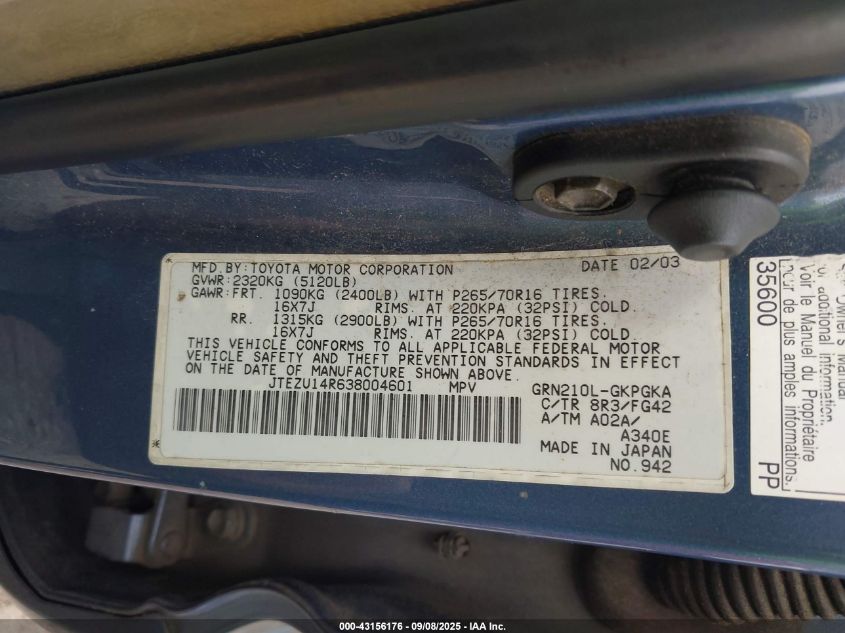 MFD.BY:TOYOTA MOTOR CORPORATION DATE 02/03
GVWR:2320KG (5120LB)
GAWR:FRT. 1090KG (2400LB) WITH P265/70R16 TIRES,
16X7J RIMS, AT 220KPA (32PSI) COLD.
RR. 1315KG (2900LB) WITH P265/70R16 TIRES,
16X7J RIMS, AT 220KPA (32PSI) COLD
THIS VEHICLE CONFORMS TO ALL APPLICABLE FEDERAL MOTOR
VEHICLE SAFETY AND THEFT PREVENTION STANDARDS IN EFFECT
ON THE DATE OF MANUFACTURE SHOWN ABOVE.
JTEZU14R638004601 MPV GRN210L-GKPGKA
C/TR 8R3/FG42
A/TM A02A/
A340E
MADE IN JAPAN
NO.942
Owner's Manual
additional information.
Voir le Manuel du Propriétaire
pour de plus amples informations.
35600 PP
000-43156176 - 09/08/2025 - IAA Inc.